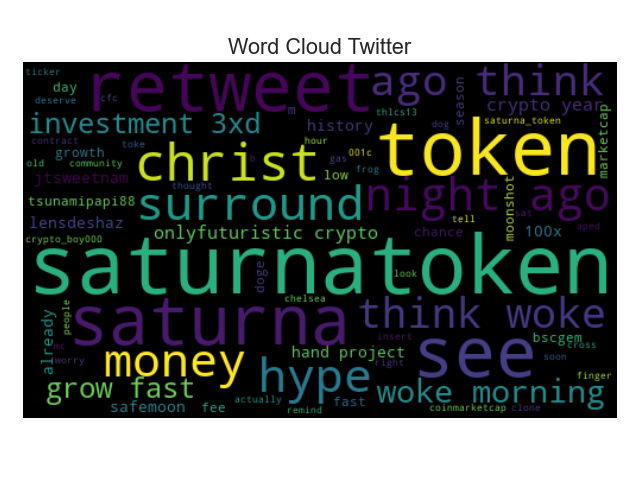 Word Cloud Twitter
ticker
retweet
ago
think
day
deserve
cfc
m
thlcs13
season
crypto year
investment 3xd
history
dog
saturna_token
marketcap
contract
toke
hour
token
growth
christ
001c
old
community
b
gas
low
frog
jtsweetnam
thought
night ago
tsunamipapi88
surround
tell
sat
moonshot
lensdeshaz
chance
100x
aped
crypto_boy000
onlyfuturistic crypto
saturnatoken
doge
look
saturna
chelsea
think woke
already
people
insert
bscgem
cross
mc
hand project
right
see
soon
worry
money
hype
finger
grow fast
actually
woke morning
safemoon
fee
fast
remind
coinmarketcap
clone